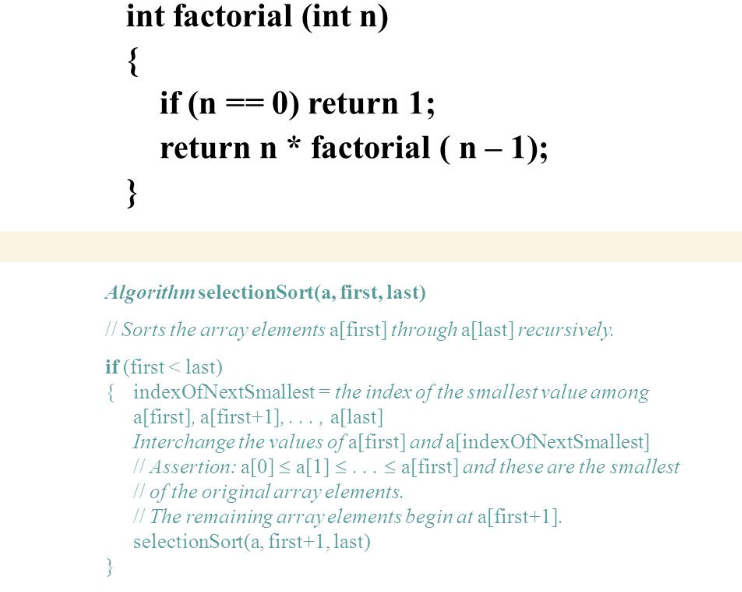 int factorial (int n)
{
if (n == 0) return 1;
return n * factorial ( n – 1);
}
Algorithm selectionSort(a, first, last)
// Sorts the array elements a[first] through a[last] recursively.
if (first < last)
{ indexOfNextSmallest = the index of the smallest value among
a[first], a[first+1], . . . , a[last]
Interchange the values of a[first] and a[indexOfNextSmallest]
// Assertion: a[0] ≤ a[1] ≤ . . . ≤ a[first] and these are the smallest
// of the original array elements.
// The remaining array elements begin at a[first+1].
selectionSort(a, first+1, last)
}